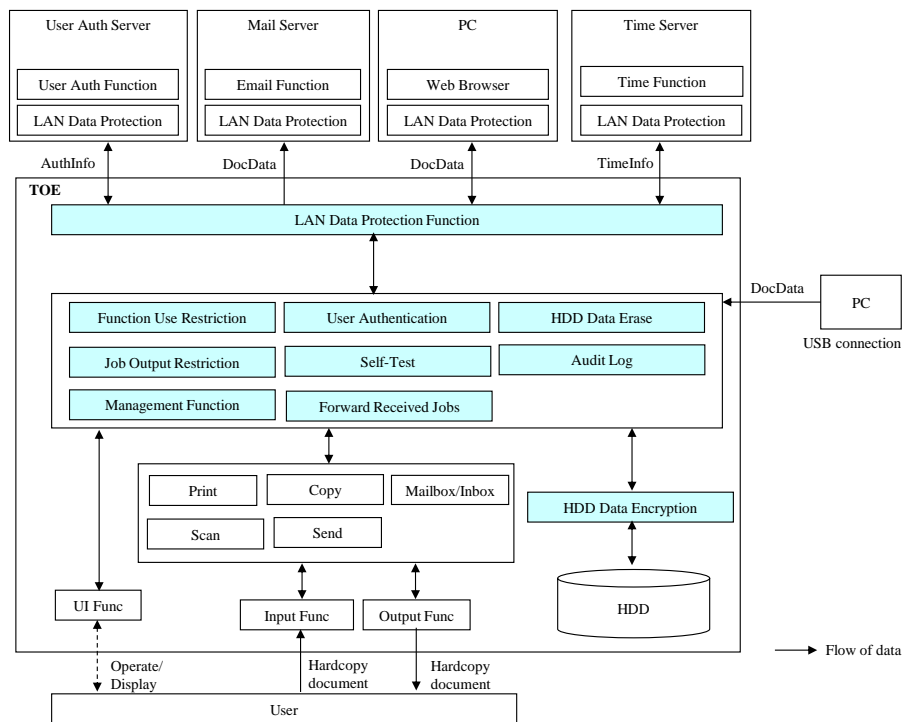 User Auth Server
Mail Server
PC
Time Server
User Auth Function
Email Function
Web Browser
Time Function
LAN Data Protection
LAN Data Protection
LAN Data Protection
LAN Data Protection
AuthInfo
DocData
DocData
TimeInfo
TOE
LAN Data Protection Function
DocData
PC
USB connection
Function Use Restriction
User Authentication
HDD Data Erase
Job Output Restriction
Self-Test
Audit Log
Management Function
Forward Received Jobs
Print
Copy
Mailbox/Inbox
Scan
Send
HDD Data Encryption
UI Func
Input Func
Output Func
HDD
Flow of data
Operate/
Display
Hardcopy
document
Hardcopy
document
User